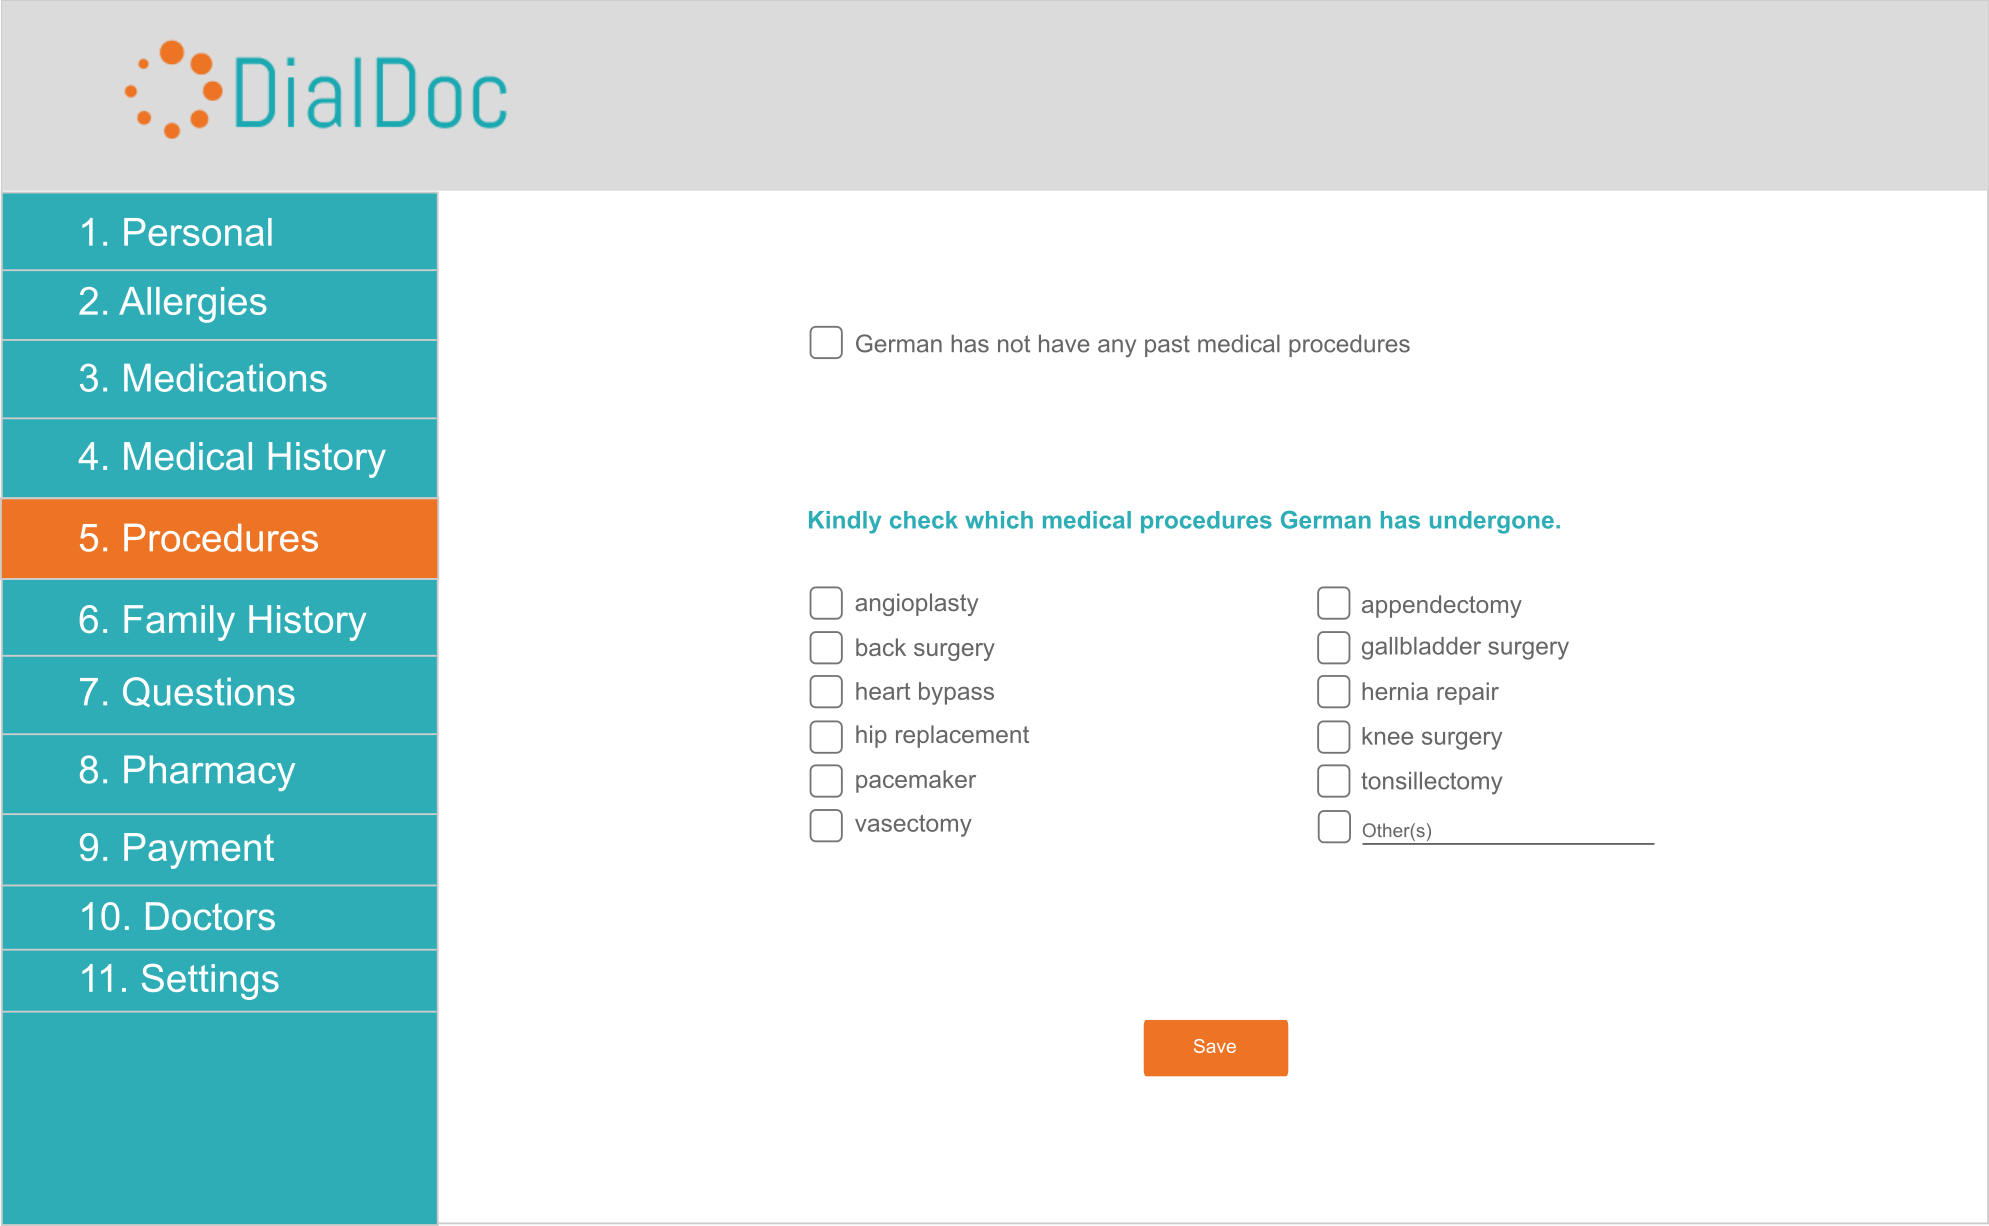 DialDoc
1. Personal
2. Allergies
3. Medications
4. Medical History
5. Procedures
6. Family History
7. Questions
8. Pharmacy
9. Payment
10. Doctors
11. Settings
German has not have any past medical procedures
Kindly check which medical procedures German has undergone.
angioplasty
back surgery
heart bypass
hip replacement
pacemaker
vasectomy
appendectomy
gallbladder surgery
hernia repair
knee surgery
tonsillectomy
Other(s)
Save